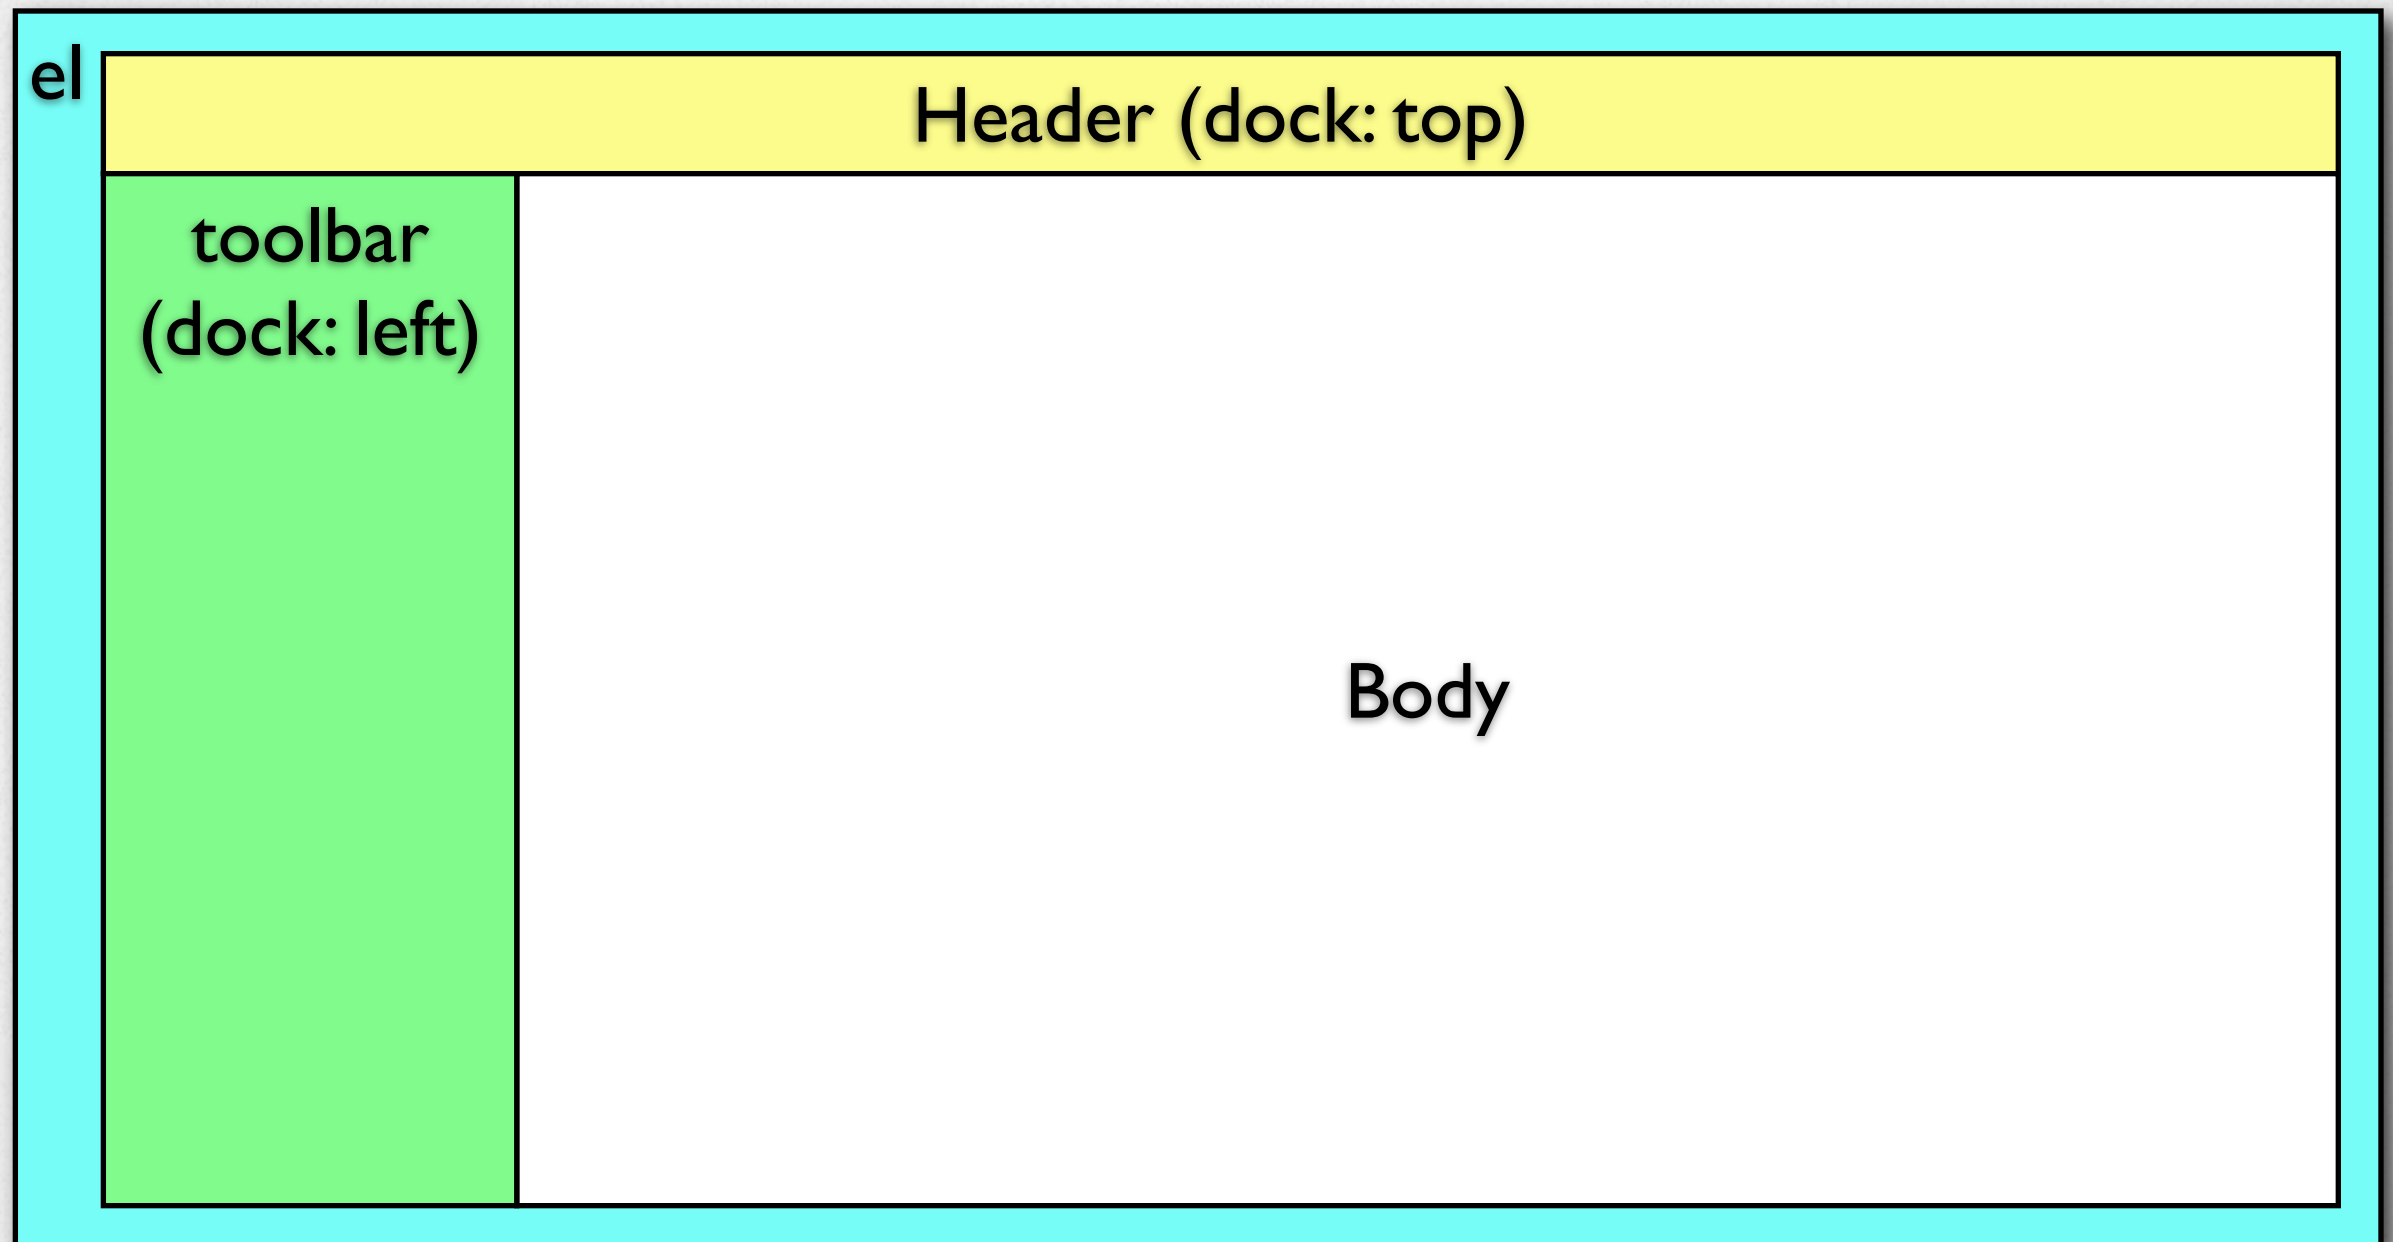 el
Header (dock: top)
toolbar
(dock: left)
Body